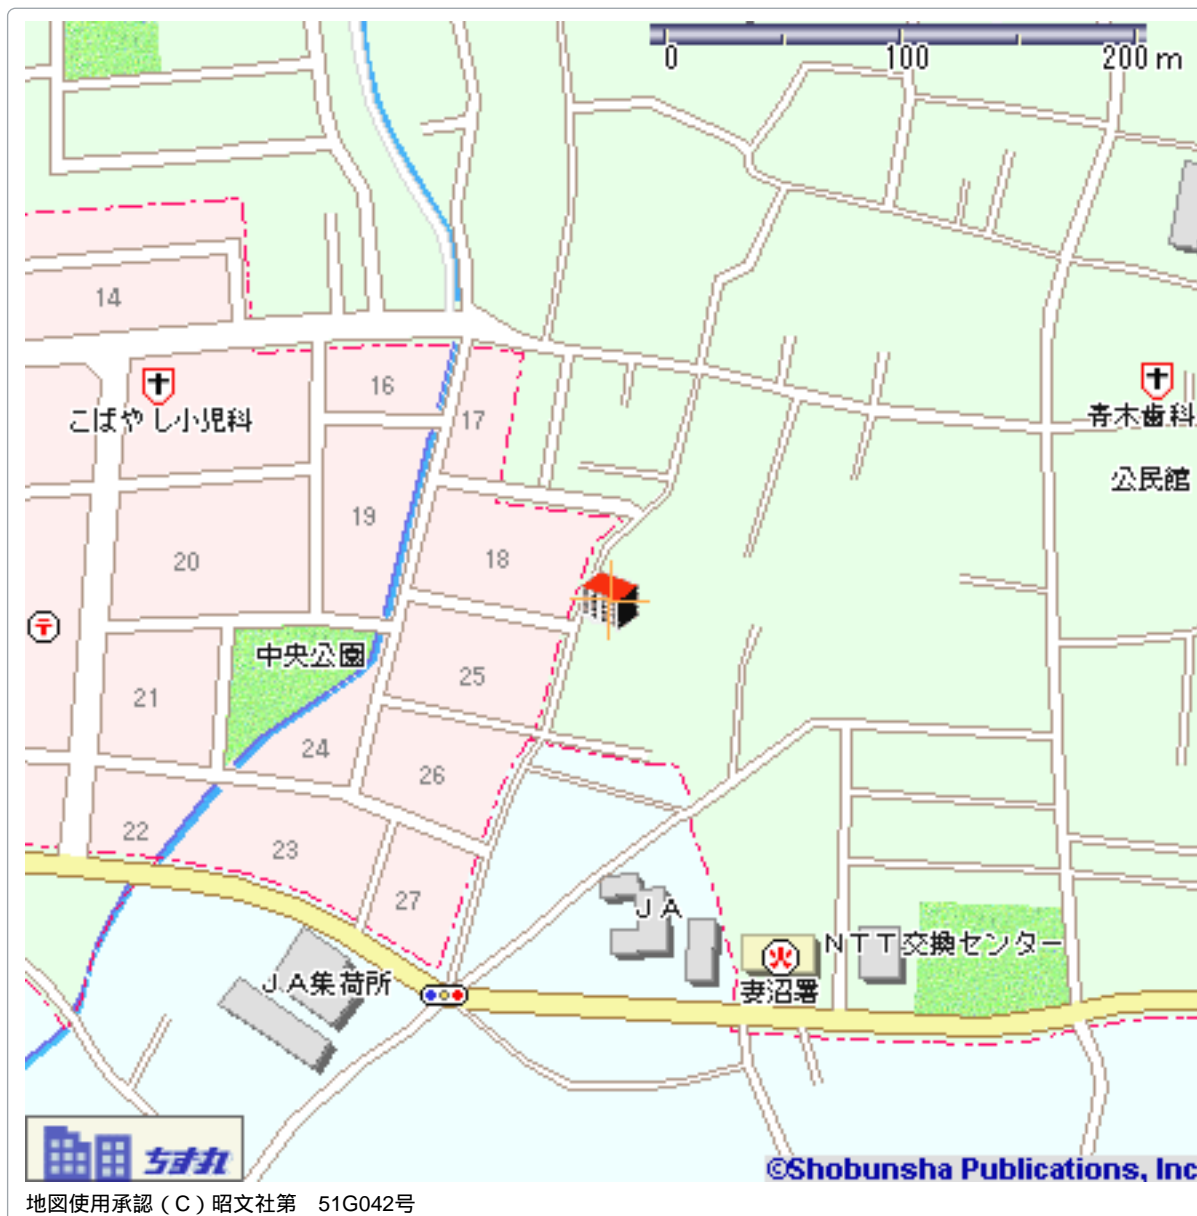 0 100 200 m
14
16
こばやし小児科
17
青木歯科
公民館
19
20
18
〒
中央公園
25
21
24
26
22
23
27
JA
NTT交換センター
火
JA集荷所
妻沼署
ちず丸
©Shobunsha Publications, Inc
地図使用承認(C)昭文社第 51G042号